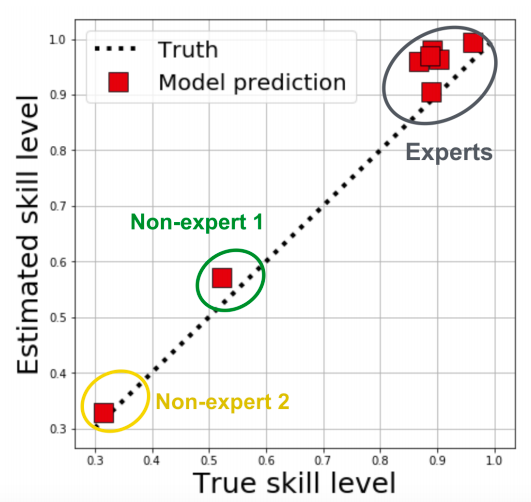 1.0
0.9
0.8
0.7
0.6
0.5
0.4
0.3
Estimated skill level
Truth
Model prediction
Experts
Non-expert 1
Non-expert 2
0.3 0.4 0.5 0.6 0.7 0.8 0.9 1.0
True skill level